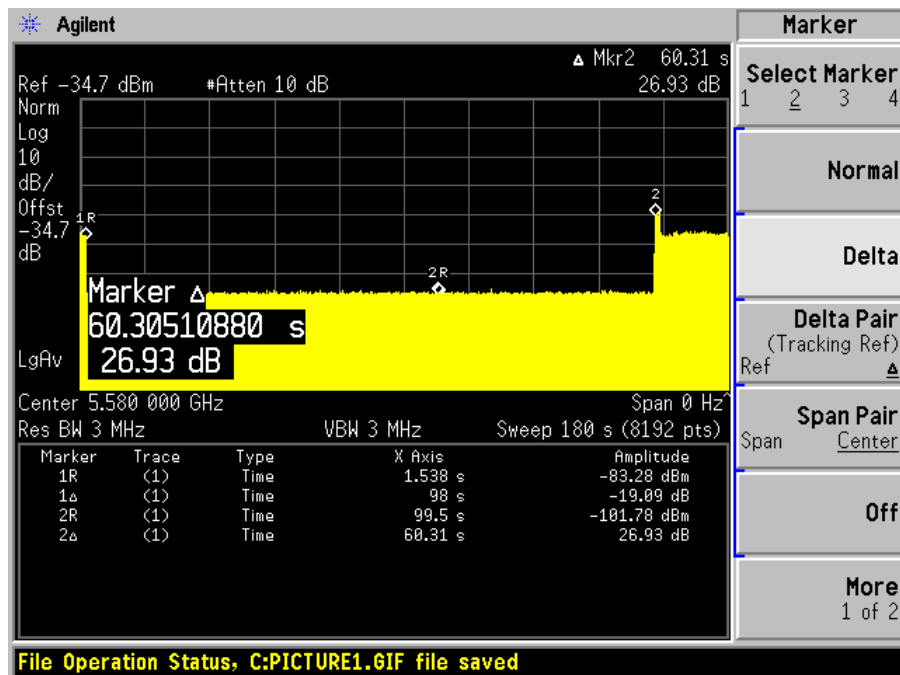 Agilent
Marker
Δ Mkr2 60.31 s
Ref -34.7 dBm #Atten 10 dB 26.93 dB
Norm
Log
10
dB/
Offst
-34.7
dB
1R
2R
2
Marker Δ
60.30510880 s
26.93 dB
LgAv
Center 5.580 000 GHz Span 0 Hz^
Res BW 3 MHz VBW 3 MHz Sweep 180 s (8192 pts)
Marker Trace Type X Axis Amplitude
1R (1) Time 1.538 s -83.28 dBm
1Δ (1) Time 98 s -19.09 dB
2R (1) Time 99.5 s -101.78 dBm
2Δ (1) Time 60.31 s 26.93 dB
Select Marker
1 2 3 4
Normal
Delta
Delta Pair
(Tracking Ref)
Ref Δ
Span Pair
Span Center
Off
More
1 of 2
File Operation Status, C:PICTURE1.GIF file saved